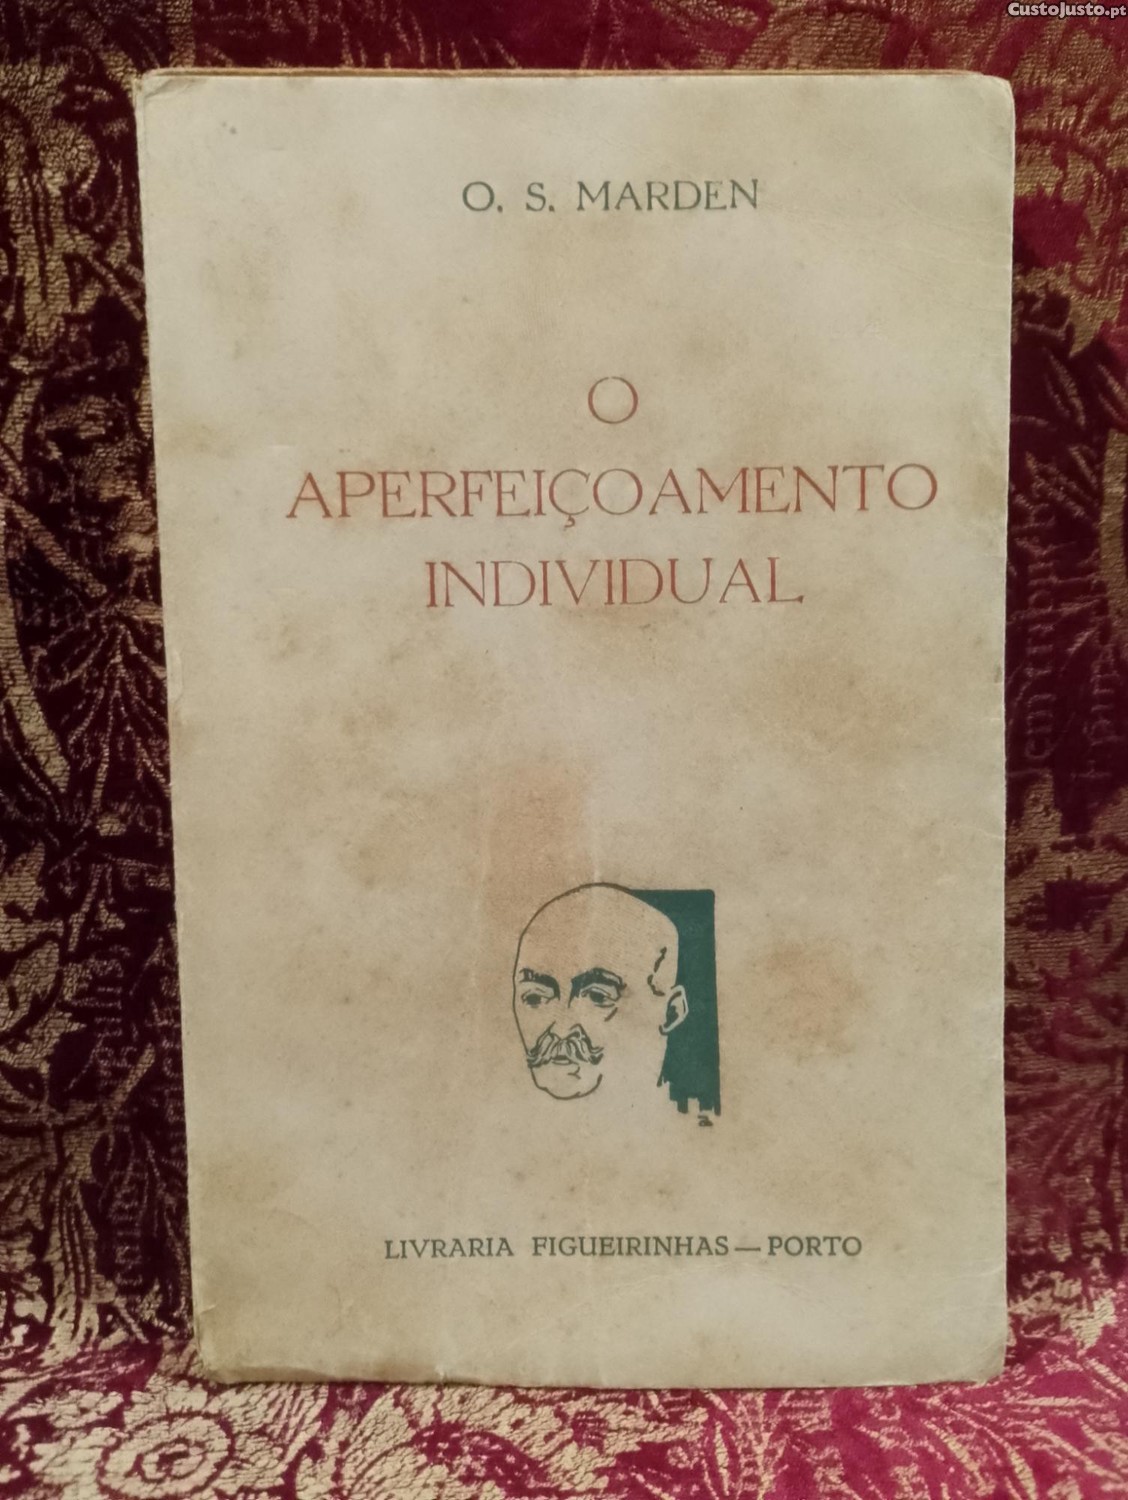 CustoJusto.pt
O. S. MARDEN
O
APERFEIÇOAMENTO
INDIVIDUAL
LIVRARIA FIGUEIRINHAS — PORTO